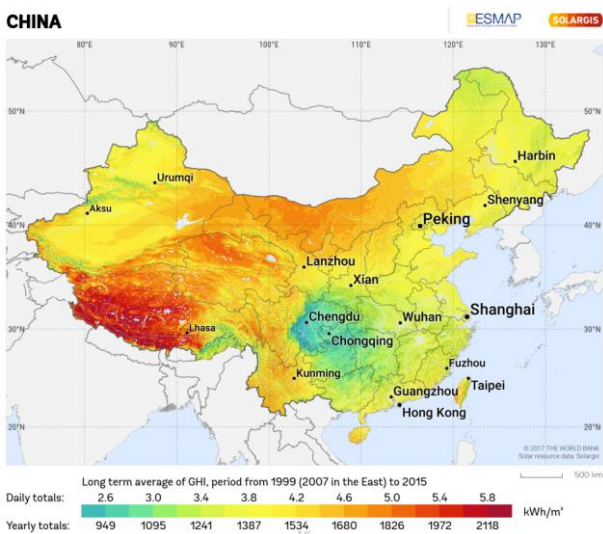 CHINA
ESMAP
SOLARGIS
80°E 90°E 100°E 110°E 120°E 130°E
50°N 50°N
Harbin
Urumqi
Shenyang
Aksu
40°N 40°N
Peking
Lanzhou
Xian
Shanghai
Chengdu
Wuhan
30°N 30°N
Lhasa
Chongqing
Fuzhou
Kunming
Taipei
Guangzhou
Hong Kong
20°N 20°N
© 2017 THE WORLD BANK
Solar resource data: Solargis
500 km
Long term average of GHI, period from 1999 (2007 in the East) to 2015
Daily totals: 2.6 3.0 3.4 3.8 4.2 4.6 5.0 5.4 5.8
kWh/m²
Yearly totals: 949 1095 1241 1387 1534 1680 1826 1972 2118